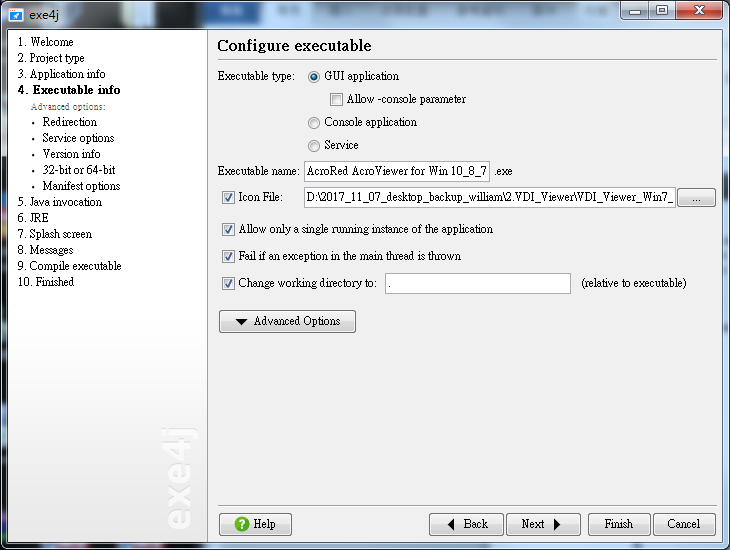 exe4j
1. Welcome
2. Project type
3. Application info
4. Executable info
Advanced options:
Redirection
Service options
Version info
32-bit or 64-bit
Manifest options
5. Java invocation
6. JRE
7. Splash screen
8. Messages
9. Compile executable
10. Finished
exe4j
Configure executable
Executable type: GUI application
Allow -console parameter
Console application
Service
Executable name: AcroRed AcroViewer for Win 10_8_7 .exe
Icon File: D:\2017_11_07_desktop_backup_william\2.VDI_Viewer\VDI_Viewer_Win7_ ...
Allow only a single running instance of the application
Fail if an exception in the main thread is thrown
Change working directory to: . (relative to executable)
Advanced Options
Help Back Next Finish Cancel